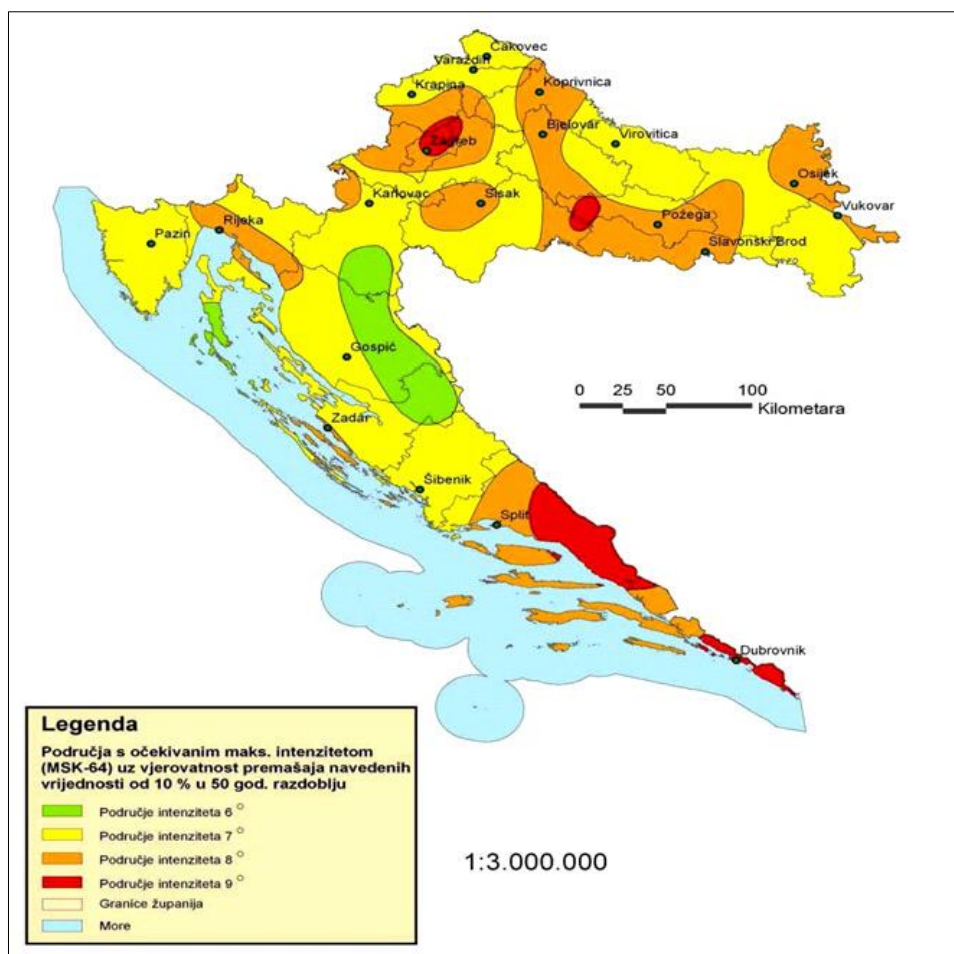 Čakovec
Varaždin
Krapina
Koprivnica
Bjelovar
Virovitica
Zagreb
Osijek
Karlovac
Sisak
Vukovar
Požega
Rijeka
Pazin
Slavonski Brod
Gospić
0 25 50 100
Kilometara
Zadar
Šibenik
Split
Dubrovnik
Legenda
Područja s očekivanim maks. intenzitetom
(MSK-64) uz vjerovatnost premašaja navedenih
vrijednosti od 10 % u 50 god. razdoblju
Područje intenziteta 6 °
Područje intenziteta 7 °
Područje intenziteta 8 °
Područje intenziteta 9 °
Granice županija
More
1:3.000.000